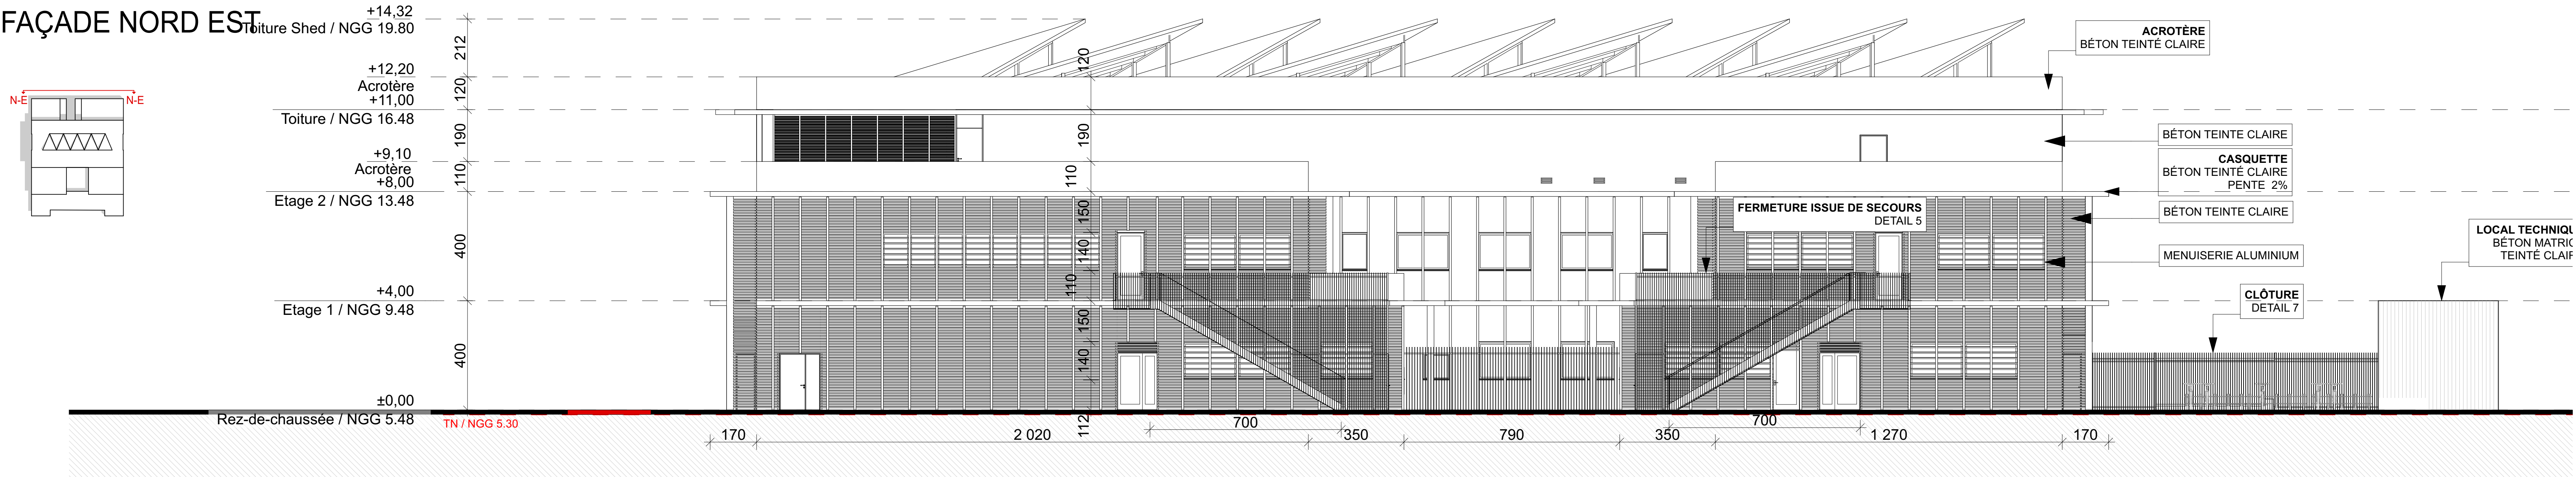 FAÇADE NORD EST
N-E
N-E
+14,32
Toiture Shed / NGG 19.80
+12,20
Acrotère
+11,00
Toiture / NGG 16.48
+9,10
Acrotère
+8,00
Etage 2 / NGG 13.48
+4,00
Etage 1 / NGG 9.48
±0,00
Rez-de-chaussée / NGG 5.48
TN / NGG 5.30
212
120
190
110
400
400
120
190
110
150
140
110
150
140
112
FERMETURE ISSUE DE SECOURS
DETAIL 5
ACROTÈRE
BÉTON TEINTÉ CLAIRE
BÉTON TEINTE CLAIRE
CASQUETTE
BÉTON TEINTÉ CLAIRE
PENTE 2%
BÉTON TEINTE CLAIRE
MENUISERIE ALUMINIUM
CLÔTURE
DETAIL 7
LOCAL TECHNIQU
BÉTON MATRIC
TEINTÉ CLAIR
700
700
170
2 020
350
790
350
1 270
170